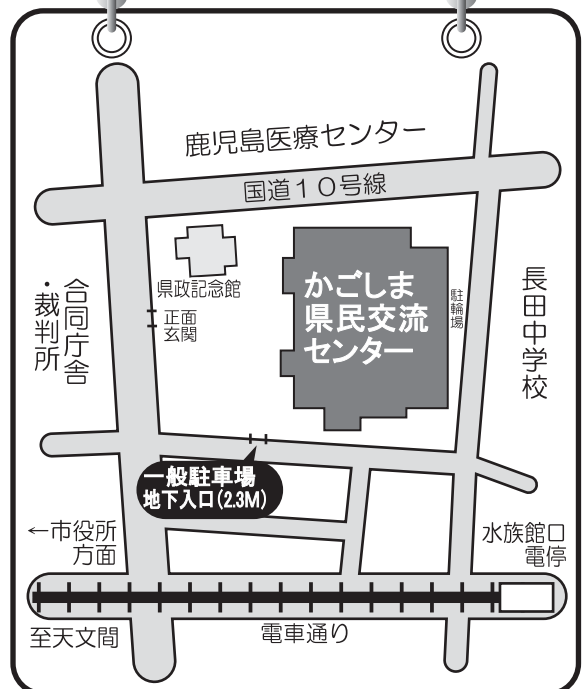 鹿児島医療センター
国道10号線
県政記念館
正面
玄関
かごしま
県民交流
センター
駐輪場
長田中学校
合同庁舎
・裁判所
一般駐車場
地下入口(2.3M)
←市役所
方面
水族館口
電停
至天文間
電車通り